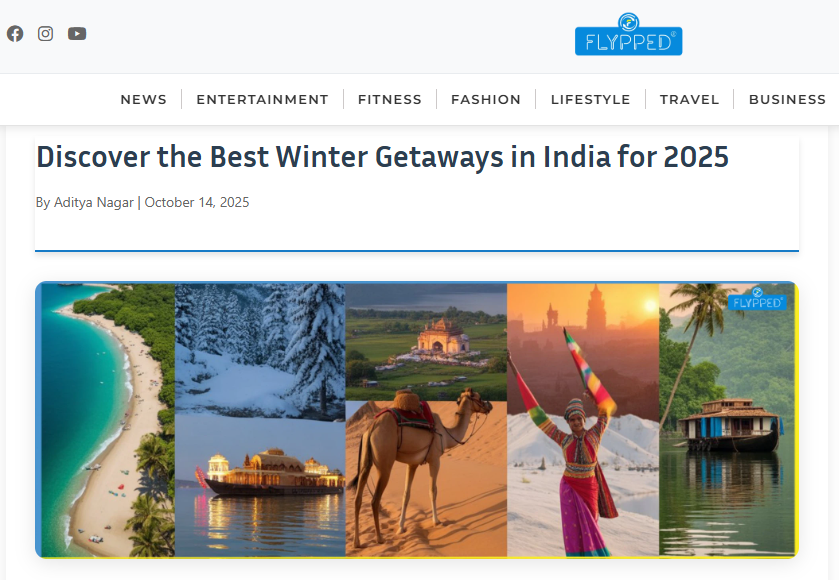 FLYPPED®
NEWS
ENTERTAINMENT
FITNESS
FASHION
LIFESTYLE
TRAVEL
BUSINESS
Discover the Best Winter Getaways in India for 2025
By Aditya Nagar | October 14, 2025
FLYPPED®